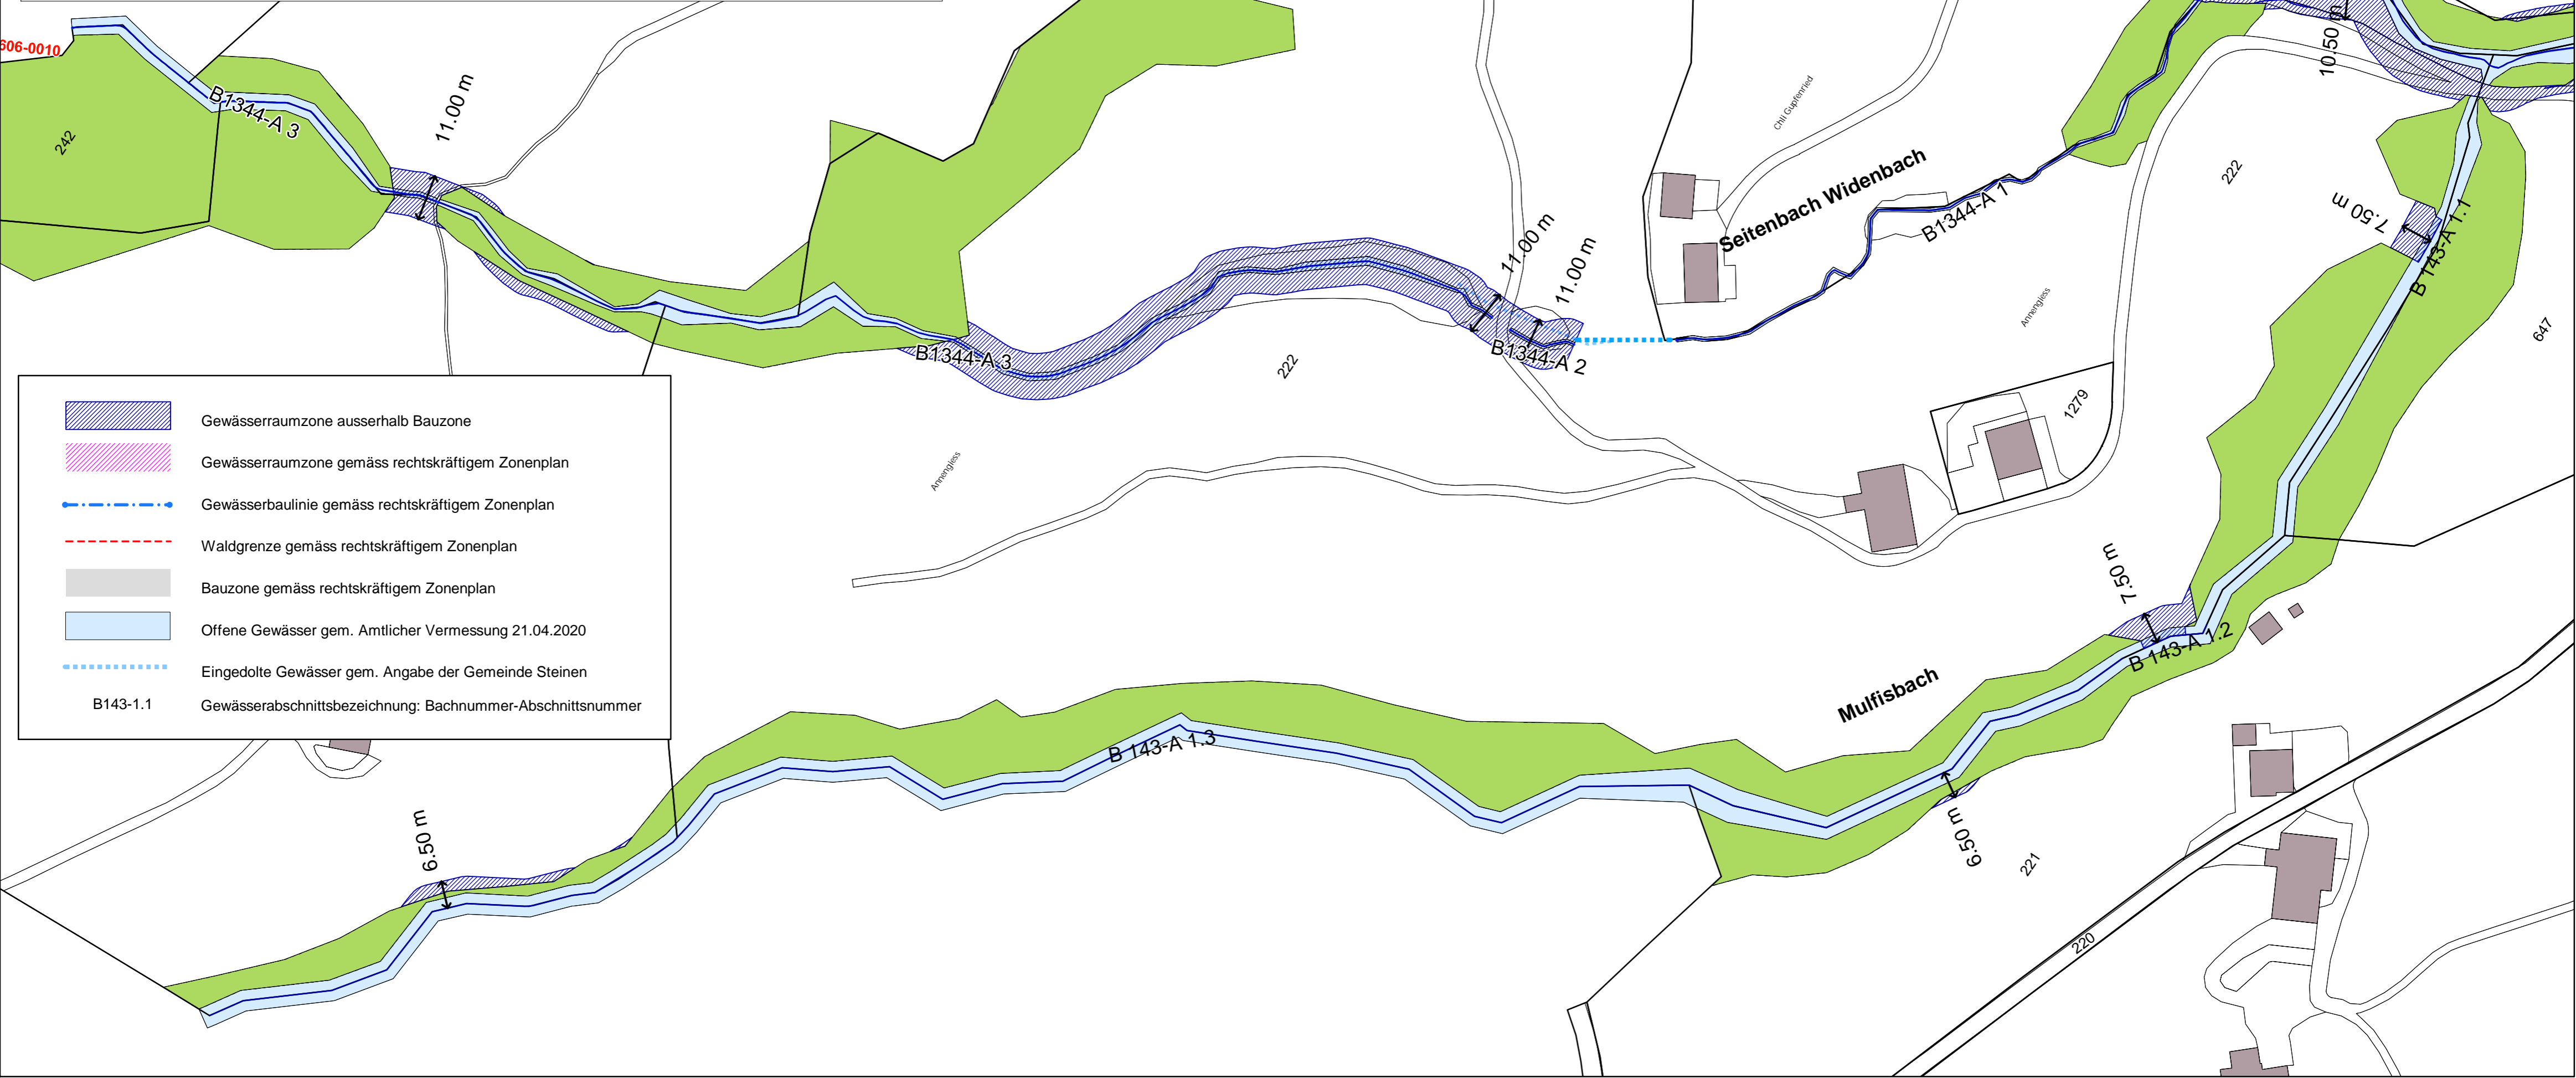 606-0010
242
B1344-A 3
11.00 m
Chli Gupfenried
10.50 m
222
7.50 m
B 143-A 1.1
647
Seitenbach Widenbach
B1344-A 1
Annengless
11.00 m
11.00 m
B1344-A 2
B1344-A 3
222
Annengless
1279
Gewässerraumzone ausserhalb Bauzone
Gewässerraumzone gemäss rechtskräftigem Zonenplan
Gewässerbaulinie gemäss rechtskräftigem Zonenplan
Waldgrenze gemäss rechtskräftigem Zonenplan
Bauzone gemäss rechtskräftigem Zonenplan
Offene Gewässer gem. Amtlicher Vermessung 21.04.2020
Eingedolte Gewässer gem. Angabe der Gemeinde Steinen
B143-1.1 Gewässerabschnittsbezeichnung: Bachnummer-Abschnittsnummer
7.50 m
B 143-A 1.2
Mulfisbach
B 143-A 1.3
6.50 m
6.50 m
221
220